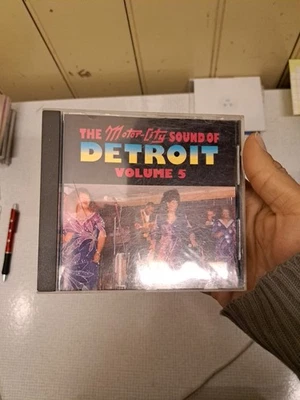 THE Motor-City SOUND OF
DETROIT
VOLUME 5